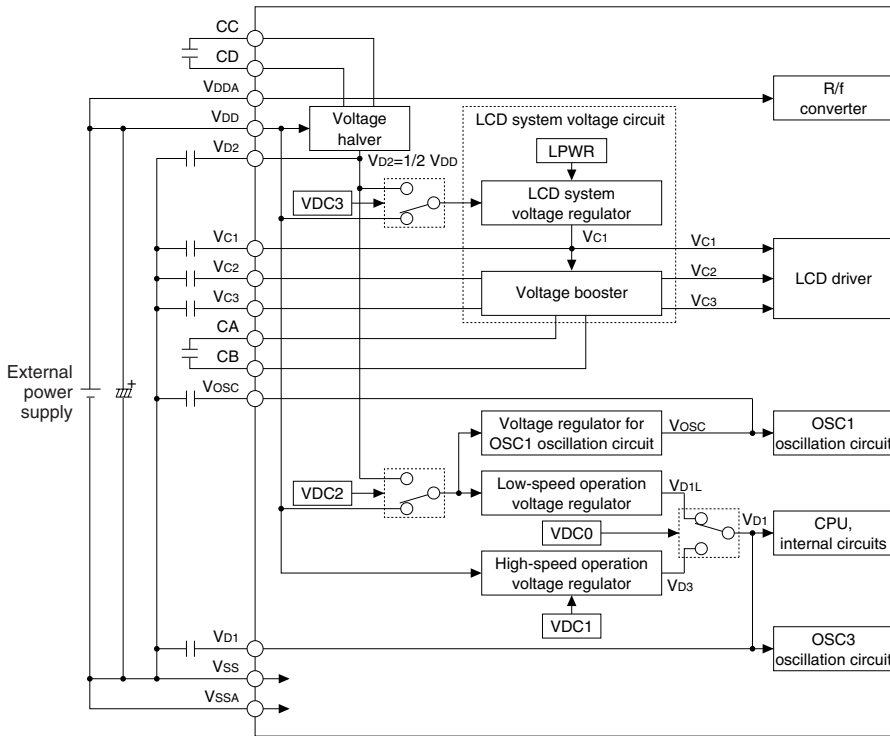 CC
CD
VDDA
R/f
converter
VDD
Voltage
halver
LCD system voltage circuit
VD2
VD2=1/2 VDD
LPWR
VDC3
LCD system
voltage regulator
VC1
VC1
VC1
VC2
Voltage booster
VC2
LCD driver
VC3
VC3
CA
CB
External
power
supply
+
VOSC
Voltage regulator for
OSC1 oscillation circuit
VOSC
OSC1
oscillation circuit
VDC2
Low-speed operation
voltage regulator
VD1L
VDC0
VD1
CPU,
internal circuits
High-speed operation
voltage regulator
VD3
VDC1
VD1
OSC3
oscillation circuit
VSS
VSSA